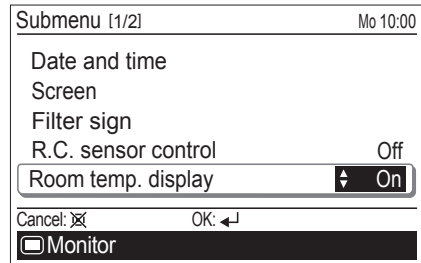 Submenu [1/2] Mo 10:00
Date and time
Screen
Filter sign
R.C. sensor control Off
Room temp. display On
Cancel: OK:
Monitor